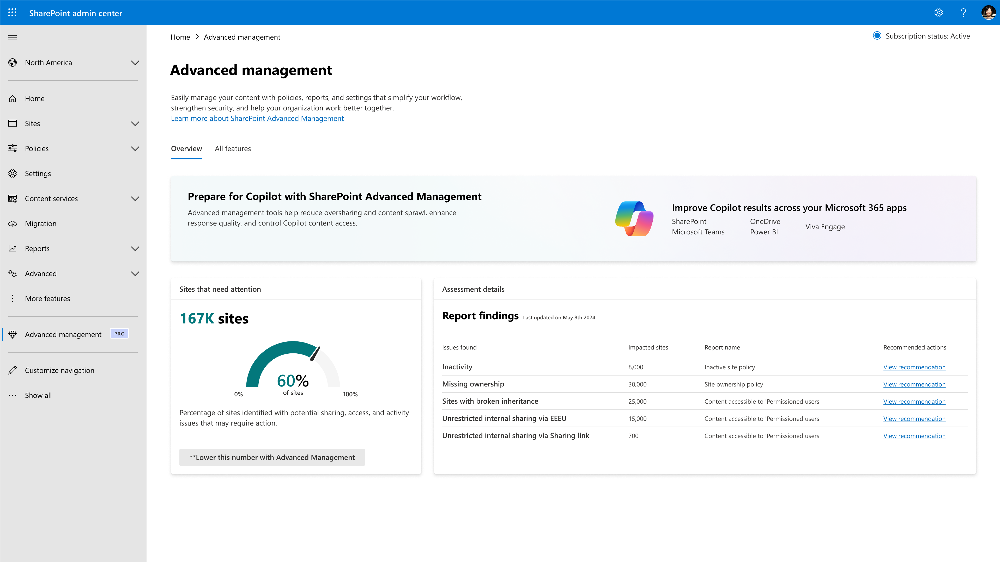 SharePoint admin center
Home > Advanced management
Subscription status: Active
North America
Home
Sites
Policies
Settings
Content services
Migration
Reports
Advanced
More features
Advanced management PRO
Customize navigation
Show all
Advanced management
Easily manage your content with policies, reports, and settings that simplify your workflow,
strengthen security, and help your organization work better together.
Learn more about SharePoint Advanced Management
Overview All features
Prepare for Copilot with SharePoint Advanced Management
Advanced management tools help reduce oversharing and content sprawl, enhance
response quality, and control Copilot content access.
Improve Copilot results across your Microsoft 365 apps
SharePoint OneDrive Viva Engage
Microsoft Teams Power BI
Sites that need attention
167K sites
60%
of sites
0% 100%
Percentage of sites identified with potential sharing, access, and activity
issues that may require action.
**Lower this number with Advanced Management
Assessment details
Report findings Last updated on May 8th 2024
Issues found Impacted sites Report name Recommended actions
Inactivity 8,000 Inactive site policy View recommendation
Missing ownership 30,000 Site ownership policy View recommendation
Sites with broken inheritance 25,000 Content accessible to 'Permissioned users' View recommendation
Unrestricted internal sharing via EEEU 15,000 Content accessible to 'Permissioned users' View recommendation
Unrestricted internal sharing via Sharing link 700 Content accessible to 'Permissioned users' View recommendation